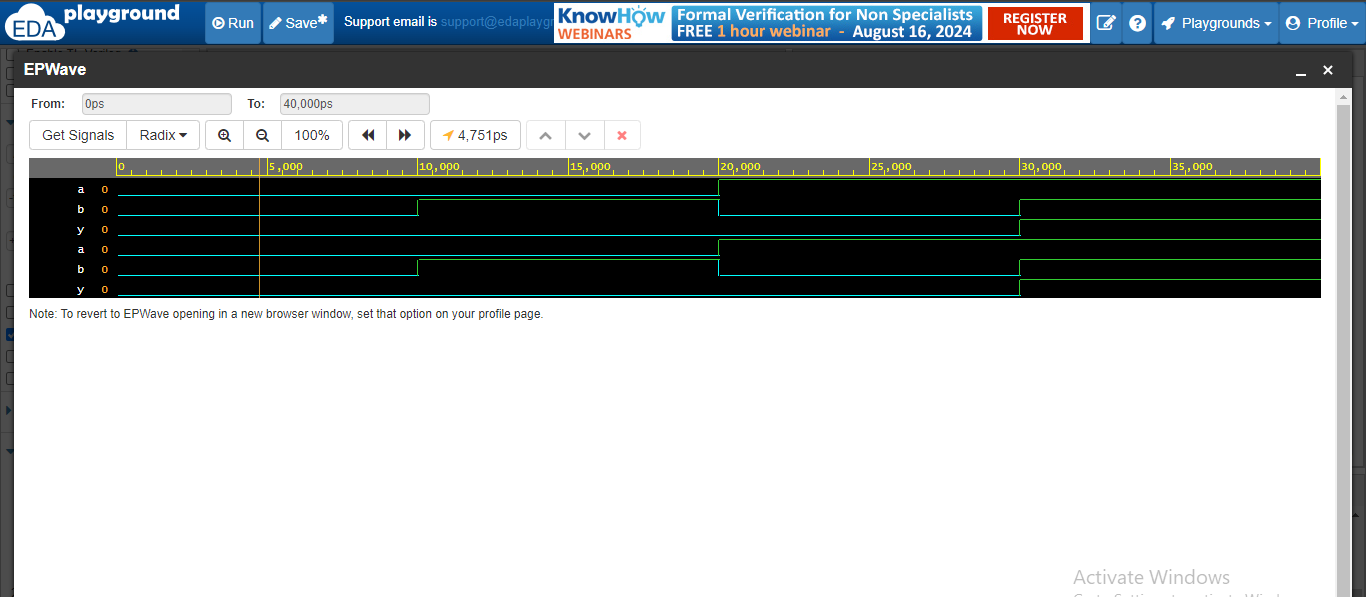 EDA playground
Run
Save*
Support email is support@edaplaygr
KnowHow WEBINARS
Formal Verification for Non Specialists
FREE 1 hour webinar - August 16, 2024
REGISTER NOW
Playgrounds
Profile
EPWave
From: 0ps To: 40,000ps
Get Signals Radix 100% 4,751ps
0 5,000 10,000 15,000 20,000 25,000 30,000 35,000
a 0
b 0
y 0
a 0
b 0
y 0
Note: To revert to EPWave opening in a new browser window, set that option on your profile page.
Activate Windows